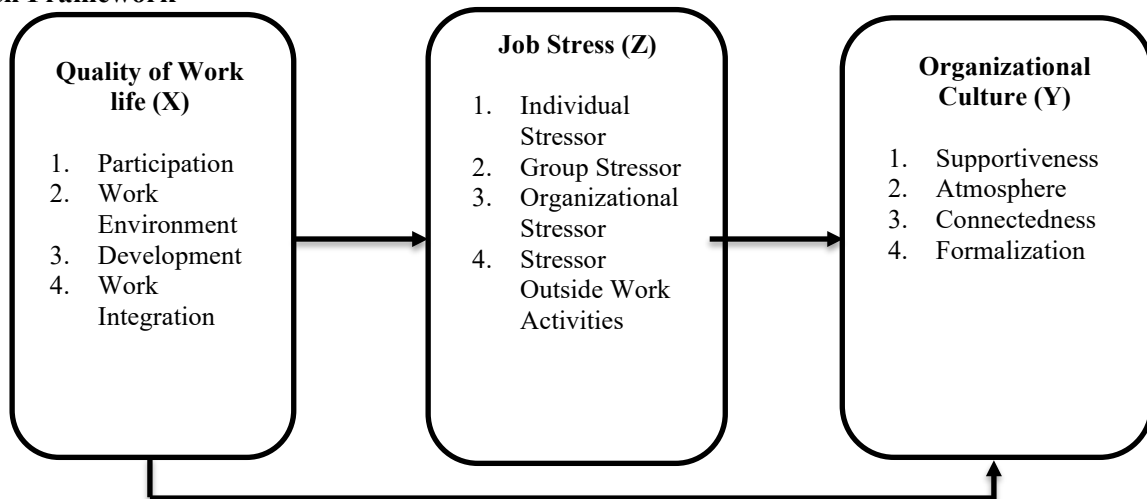 Framework
Quality of Work
life (X)
1. Participation
2. Work
Environment
3. Development
4. Work
Integration
Job Stress (Z)
1. Individual
Stressor
2. Group Stressor
3. Organizational
Stressor
4. Stressor
Outside Work
Activities
Organizational
Culture (Y)
1. Supportiveness
2. Atmosphere
3. Connectedness
4. Formalization